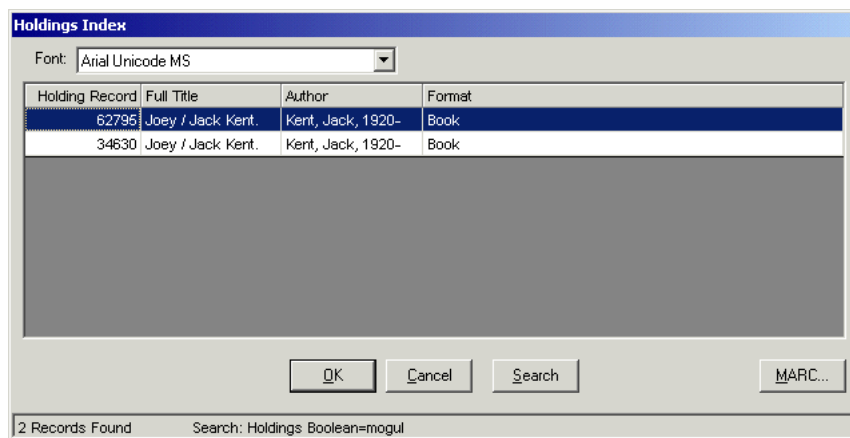 Holdings Index
Font: Arial Unicode MS
Holding Record Full Title Author Format
62795 Joey / Jack Kent. Kent, Jack, 1920- Book
34630 Joey / Jack Kent. Kent, Jack, 1920- Book
OK Cancel Search MARC...
2 Records Found Search: Holdings Boolean=mogul